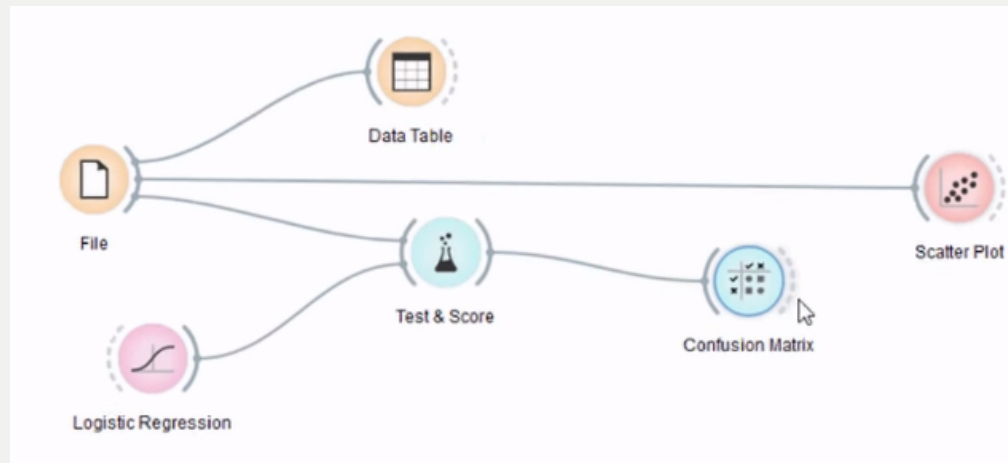 Data Table
File
Scatter Plot
Test & Score
Confusion Matrix
Logistic Regression